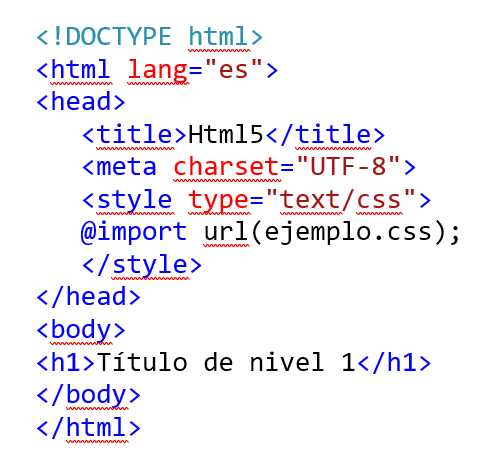 <!DOCTYPE html>
<html lang="es">
<head>
<title>Html5</title>
<meta charset="UTF-8">
<style type="text/css">
@import url(ejemplo.css);
</style>
</head>
<body>
<h1>Título de nivel 1</h1>
</body>
</html>